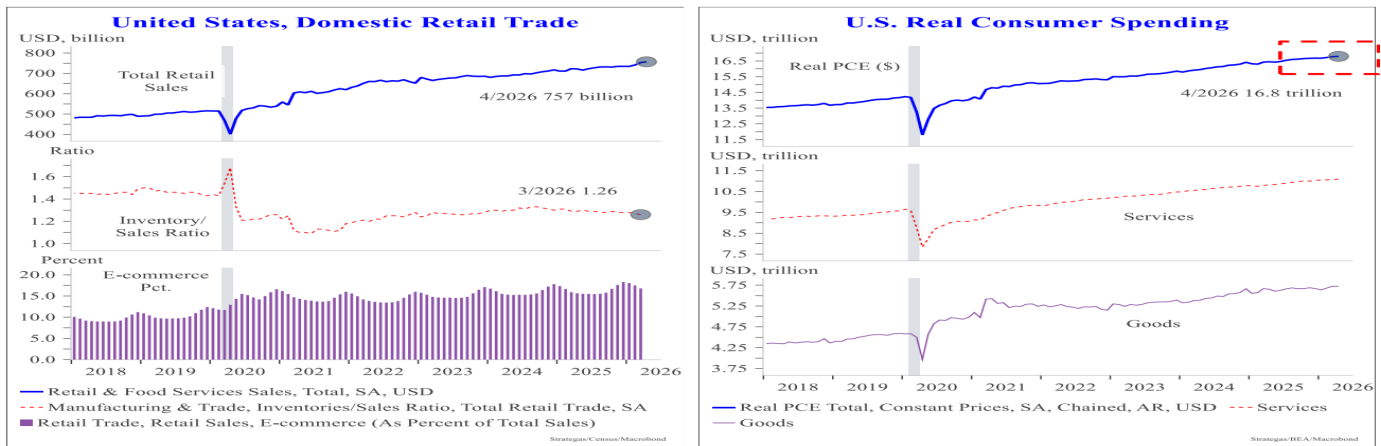 United States, Domestic Retail Trade
USD, billion
800
700
600
500
400
Total Retail
Sales
4/2026 757 billion
Ratio
1.6
1.4
1.2
1.0
3/2026 1.26
Inventory/
Sales Ratio
Percent
20.0
15.0
10.0
5.0
0.0
E-commerce
Pct.
2018 2019 2020 2021 2022 2023 2024 2025 2026
Retail & Food Services Sales, Total, SA, USD
Manufacturing & Trade, Inventories/Sales Ratio, Total Retail Trade, SA
Retail Trade, Retail Sales, E-commerce (As Percent of Total Sales)
Strategas/Census/Macrobond
U.S. Real Consumer Spending
USD, trillion
16.5
15.5
14.5
13.5
12.5
11.5
Real PCE ($)
4/2026 16.8 trillion
USD, trillion
11.5
10.5
9.5
8.5
7.5
Services
USD, trillion
5.75
5.25
4.75
4.25
3.75
Goods
2018 2019 2020 2021 2022 2023 2024 2025 2026
Real PCE Total, Constant Prices, SA, Chained, AR, USD Services
Goods
Strategas/BEA/Macrobond